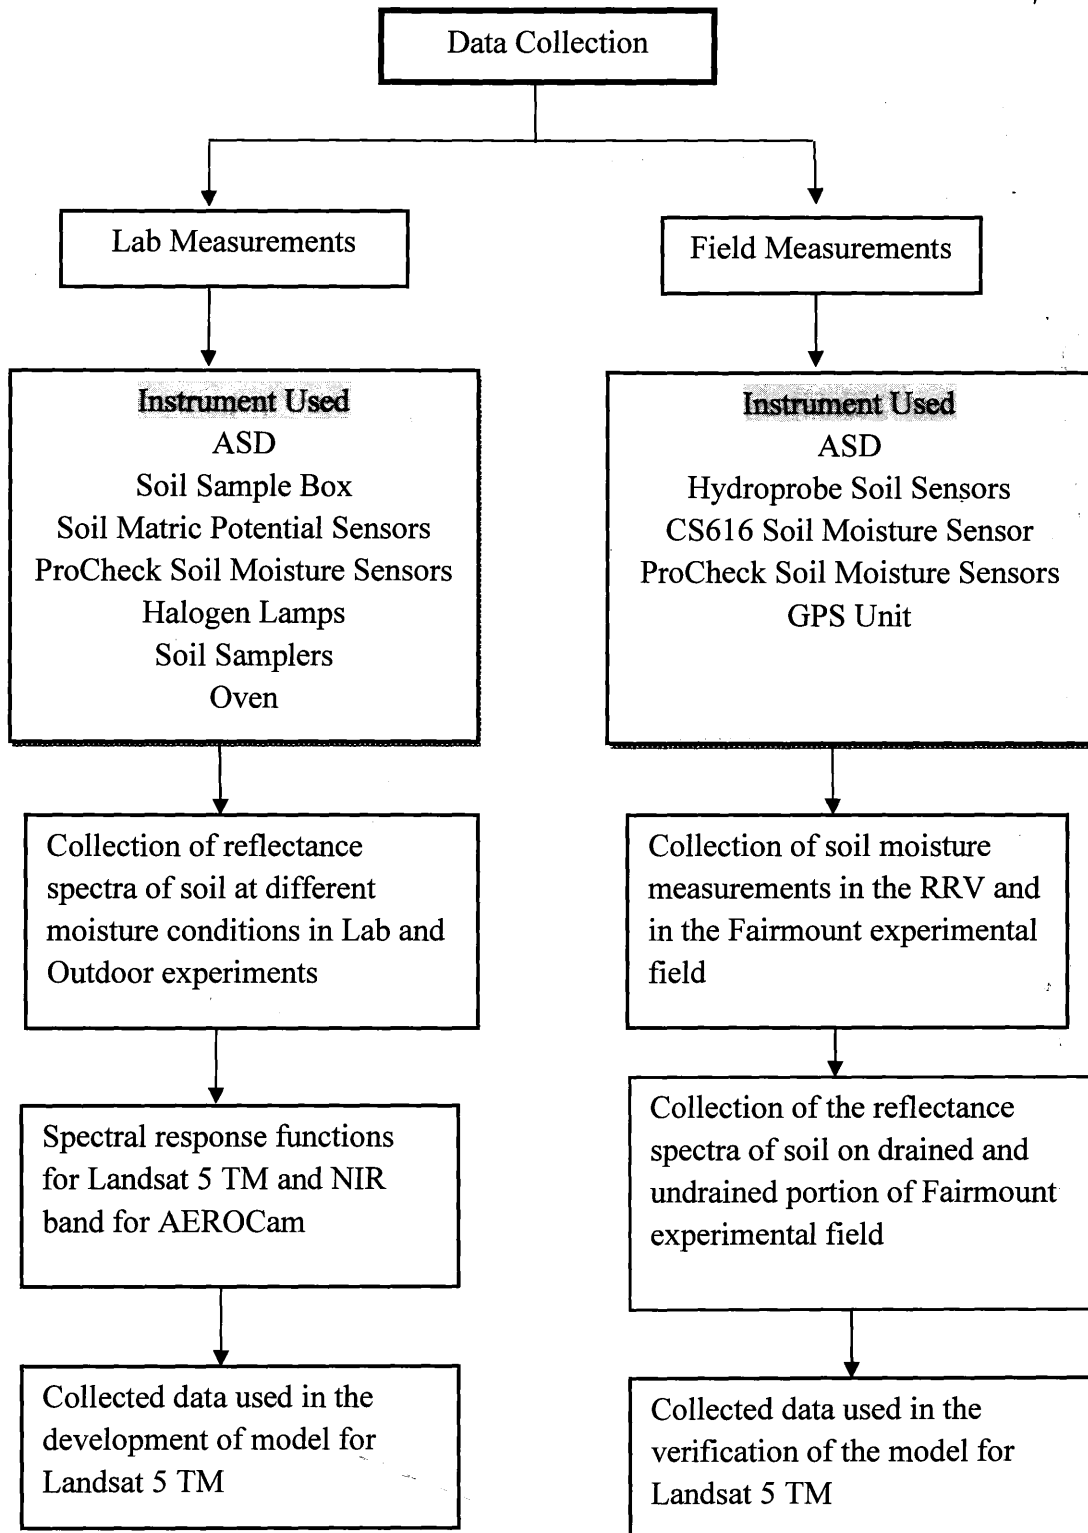 Data Collection
Lab Measurements
Field Measurements
Instrument Used
ASD
Soil Sample Box
Soil Matric Potential Sensors
ProCheck Soil Moisture Sensors
Halogen Lamps
Soil Samplers
Oven
Instrument Used
ASD
Hydroprobe Soil Sensors
CS616 Soil Moisture Sensor
ProCheck Soil Moisture Sensors
GPS Unit
Collection of reflectance
spectra of soil at different
moisture conditions in Lab and
Outdoor experiments
Collection of soil moisture
measurements in the RRV and
in the Fairmount experimental
field
Spectral response functions
for Landsat 5 TM and NIR
band for AEROCam
Collection of the reflectance
spectra of soil on drained and
undrained portion of Fairmount
experimental field
Collected data used in the
development of model for
Landsat 5 TM
Collected data used in the
verification of the model for
Landsat 5 TM